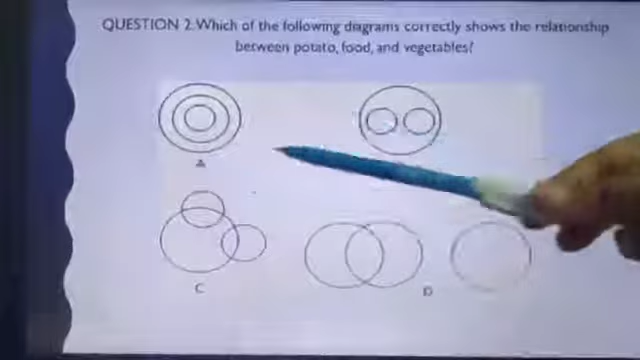 QUESTION 2.Which of the following diagrams correctly shows the relationship
between potato, food, and vegetables?
A
C
D